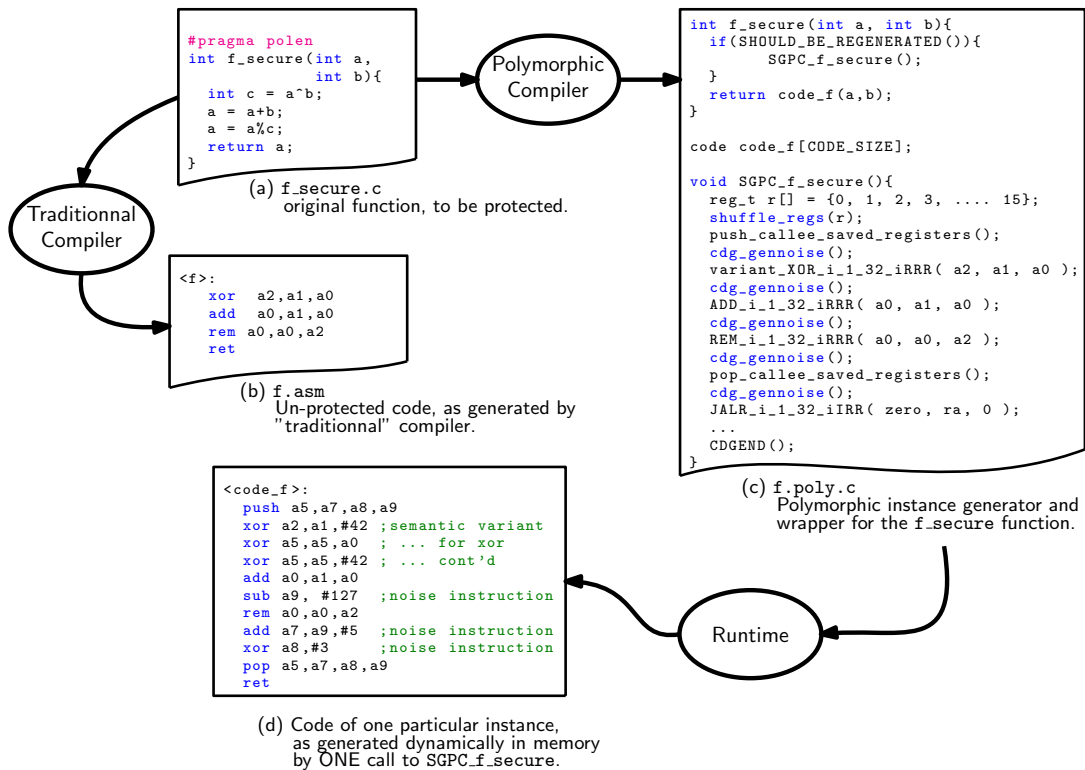 #pragma polen
int f_secure(int a,
int b){
int c = a^b;
a = a+b;
a = a%c;
return a;
}
(a) f_secure.c
original function, to be protected.
Polymorphic
Compiler
int f_secure(int a, int b){
if(SHOULD_BE_REGENERATED()){
SGPC_f_secure();
}
return code_f(a,b);
}
code code_f[CODE_SIZE];
void SGPC_f_secure(){
reg_t r[] = {0, 1, 2, 3, .... 15};
shuffle_regs(r);
push_callee_saved_registers();
cdg_gennoise();
variant_XOR_i_1_32_iRRR( a2, a1, a0 );
cdg_gennoise();
ADD_i_1_32_iRRR( a0, a1, a0 );
cdg_gennoise();
REM_i_1_32_iRRR( a0, a0, a2 );
cdg_gennoise();
pop_callee_saved_registers();
cdg_gennoise();
JALR_i_1_32_iIRR( zero, ra, 0 );
...
CDGEND();
}
(c) f.poly.c
Polymorphic instance generator and
wrapper for the f_secure function.
Traditionnal
Compiler
<f>:
xor a2,a1,a0
add a0,a1,a0
rem a0,a0,a2
ret
(b) f.asm
Un-protected code, as generated by
"traditionnal" compiler.
<code_f>:
push a5,a7,a8,a9
xor a2,a1,#42 ;semantic variant
xor a5,a5,a0 ; ... for xor
xor a5,a5,#42 ; ... cont'd
add a0,a1,a0
sub a9, #127 ;noise instruction
rem a0,a0,a2
add a7,a9,#5 ;noise instruction
xor a8,#3 ;noise instruction
pop a5,a7,a8,a9
ret
(d) Code of one particular instance,
as generated dynamically in memory
by ONE call to SGPC_f_secure.
Runtime